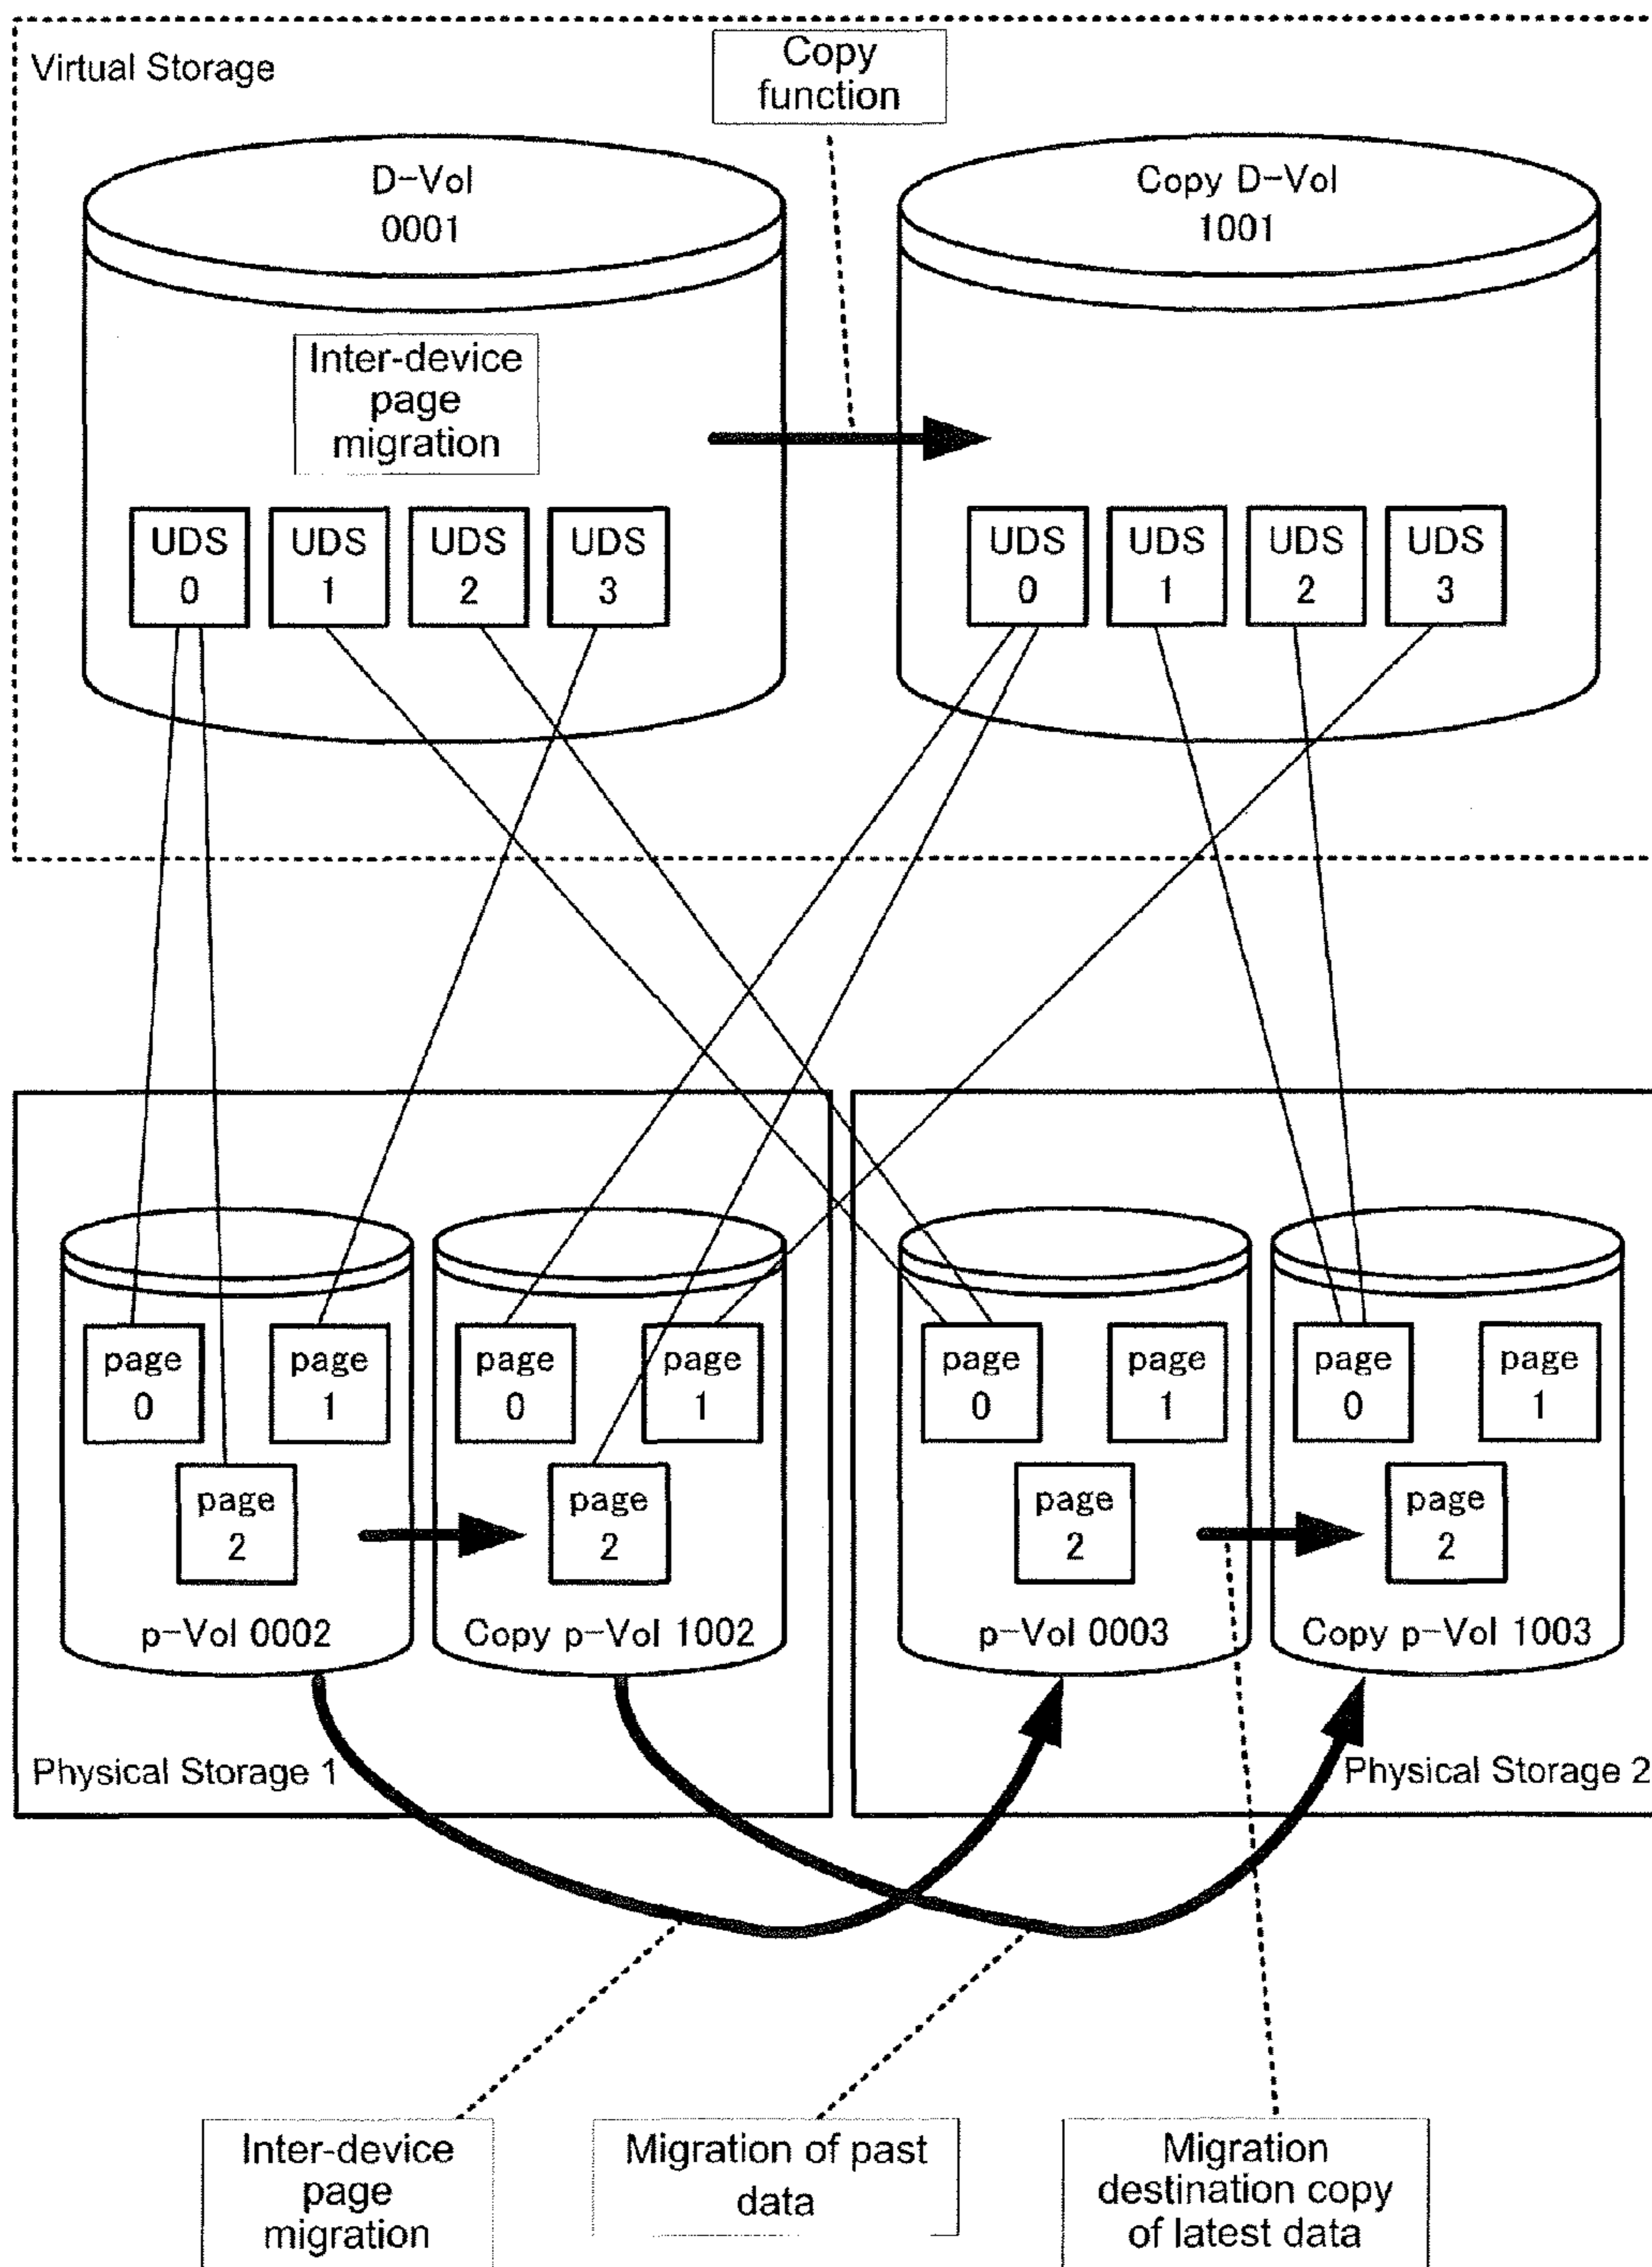 Virtual Storage
Copy
function
D-Vol
0001
Copy D-Vol
1001
Inter-device
page
migration
UDS
0
UDS
1
UDS
2
UDS
3
UDS
0
UDS
1
UDS
2
UDS
3
page
0
page
1
page
2
p-Vol 0002
page
0
page
1
page
2
Copy p-Vol 1002
page
0
page
1
page
2
p-Vol 0003
page
0
page
1
page
2
Copy p-Vol 1003
Physical Storage 1
Physical Storage 2
Inter-device
page
migration
Migration of past
data
Migration
destination copy
of latest data